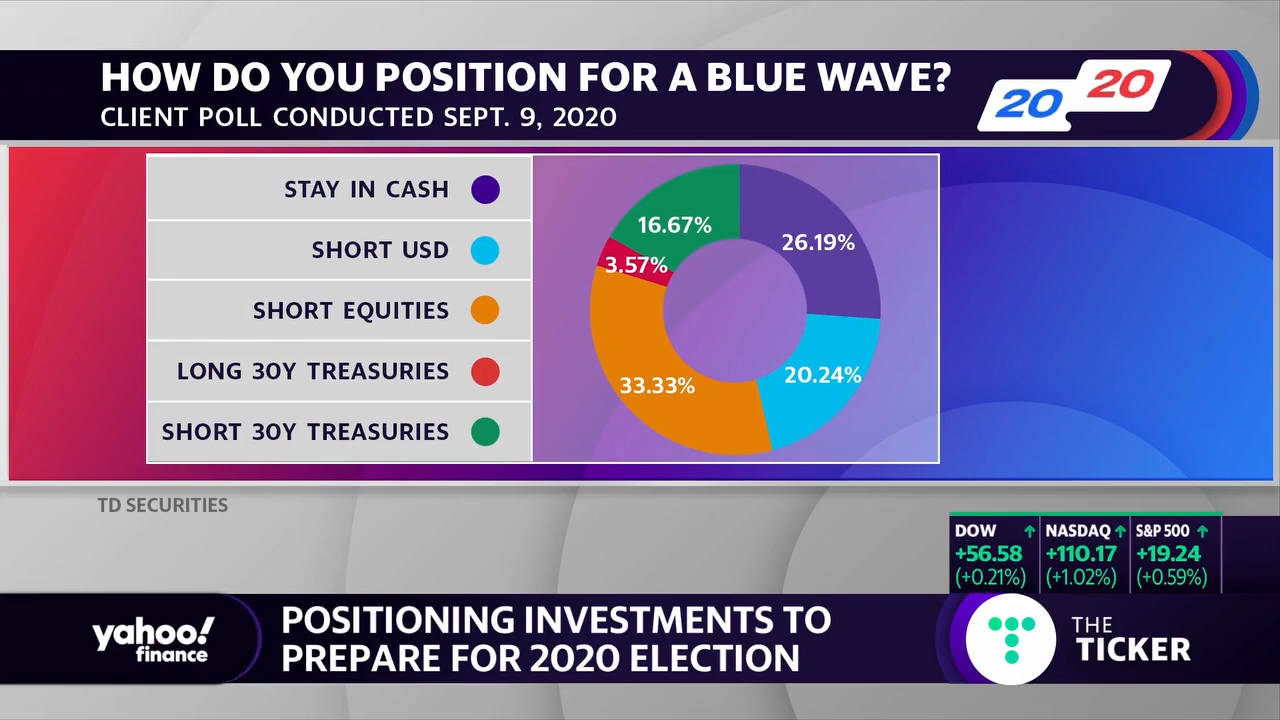 HOW DO YOU POSITION FOR A BLUE WAVE?
CLIENT POLL CONDUCTED SEPT. 9, 2020
20 20
STAY IN CASH
SHORT USD
SHORT EQUITIES
LONG 30Y TREASURIES
SHORT 30Y TREASURIES
16.67%
26.19%
3.57%
20.24%
33.33%
TD SECURITIES
DOW NASDAQ S&P 500
+56.58 +110.17 +19.24
(+0.21%) (+1.02%) (+0.59%)
yahoo!
finance
POSITIONING INVESTMENTS TO
PREPARE FOR 2020 ELECTION
THE
TICKER